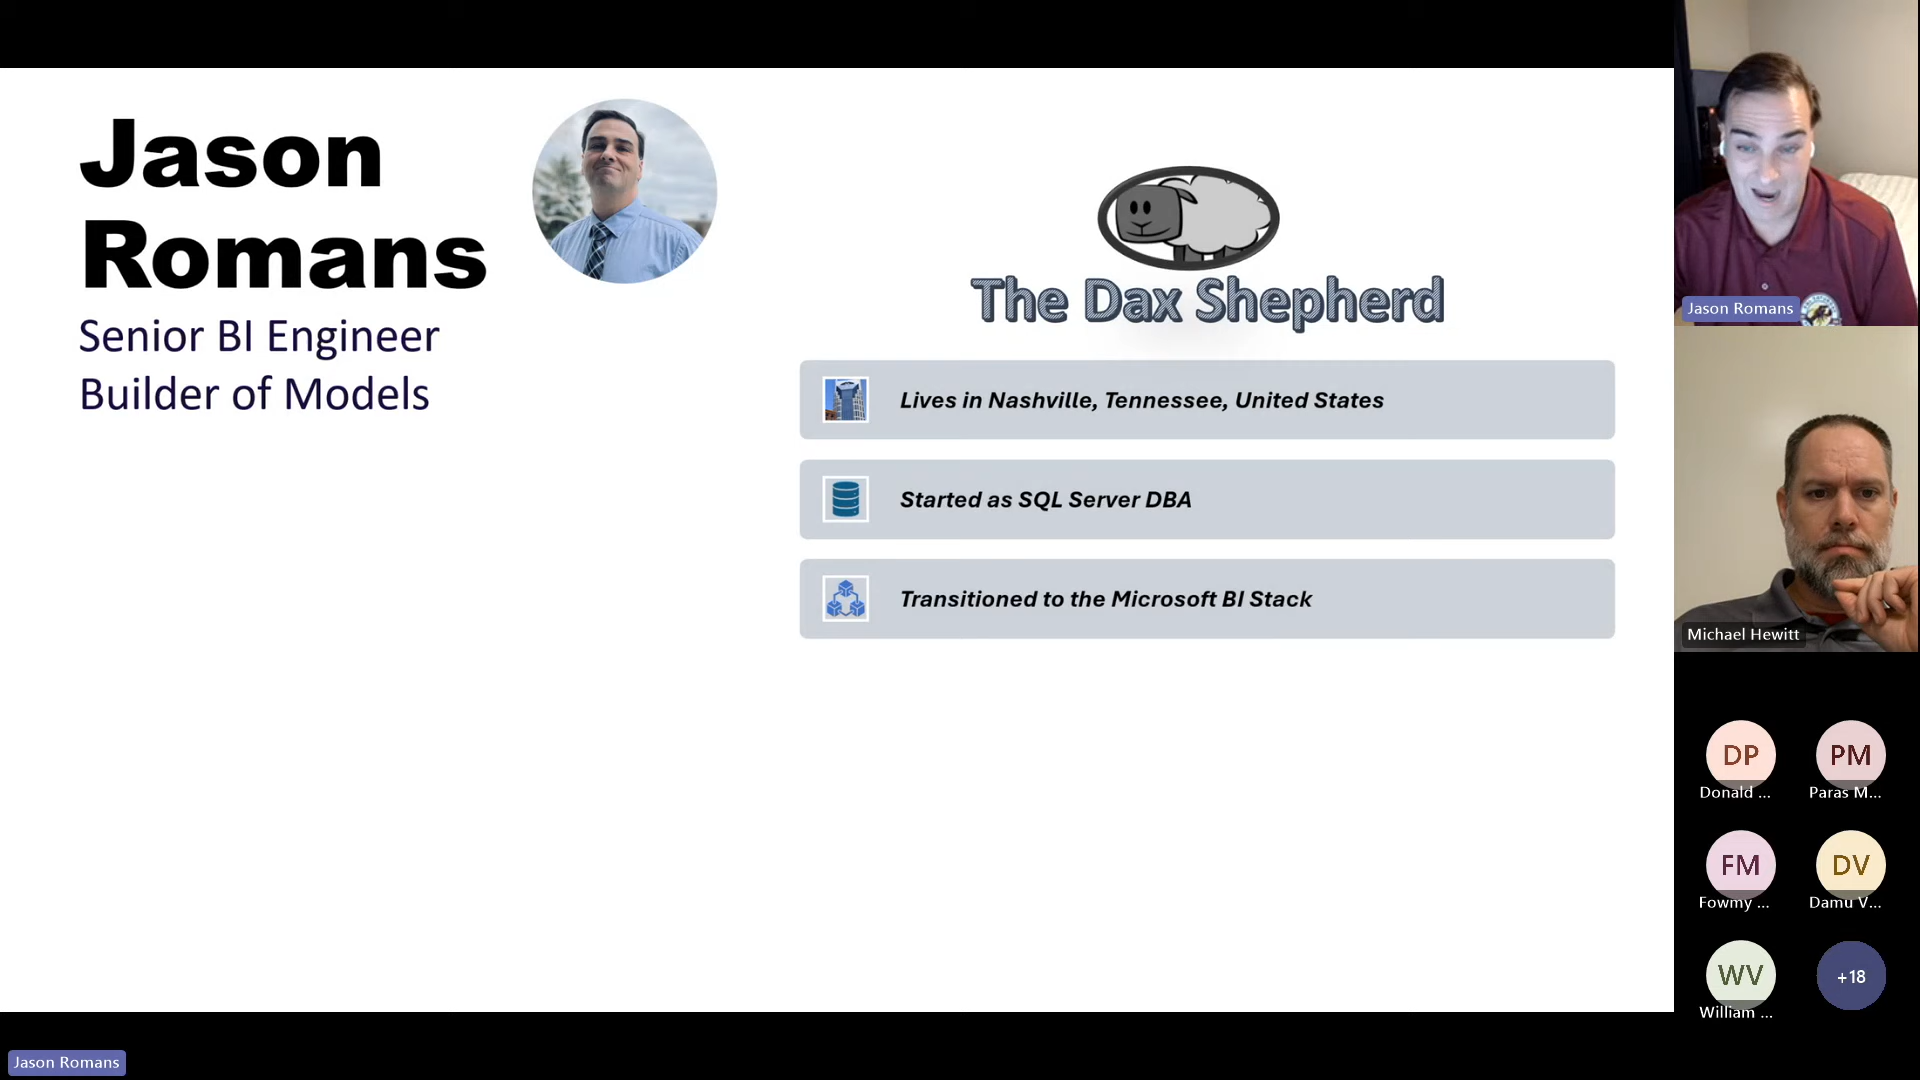 Jason
Romans
Senior BI Engineer
Builder of Models
The Dax Shepherd
Lives in Nashville, Tennessee, United States
Started as SQL Server DBA
Transitioned to the Microsoft BI Stack
Jason Romans
Michael Hewitt
DP
Donald ...
PM
Paras M...
FM
Fowmy ...
DV
Damu V...
WV
William ...
+18
Jason Romans